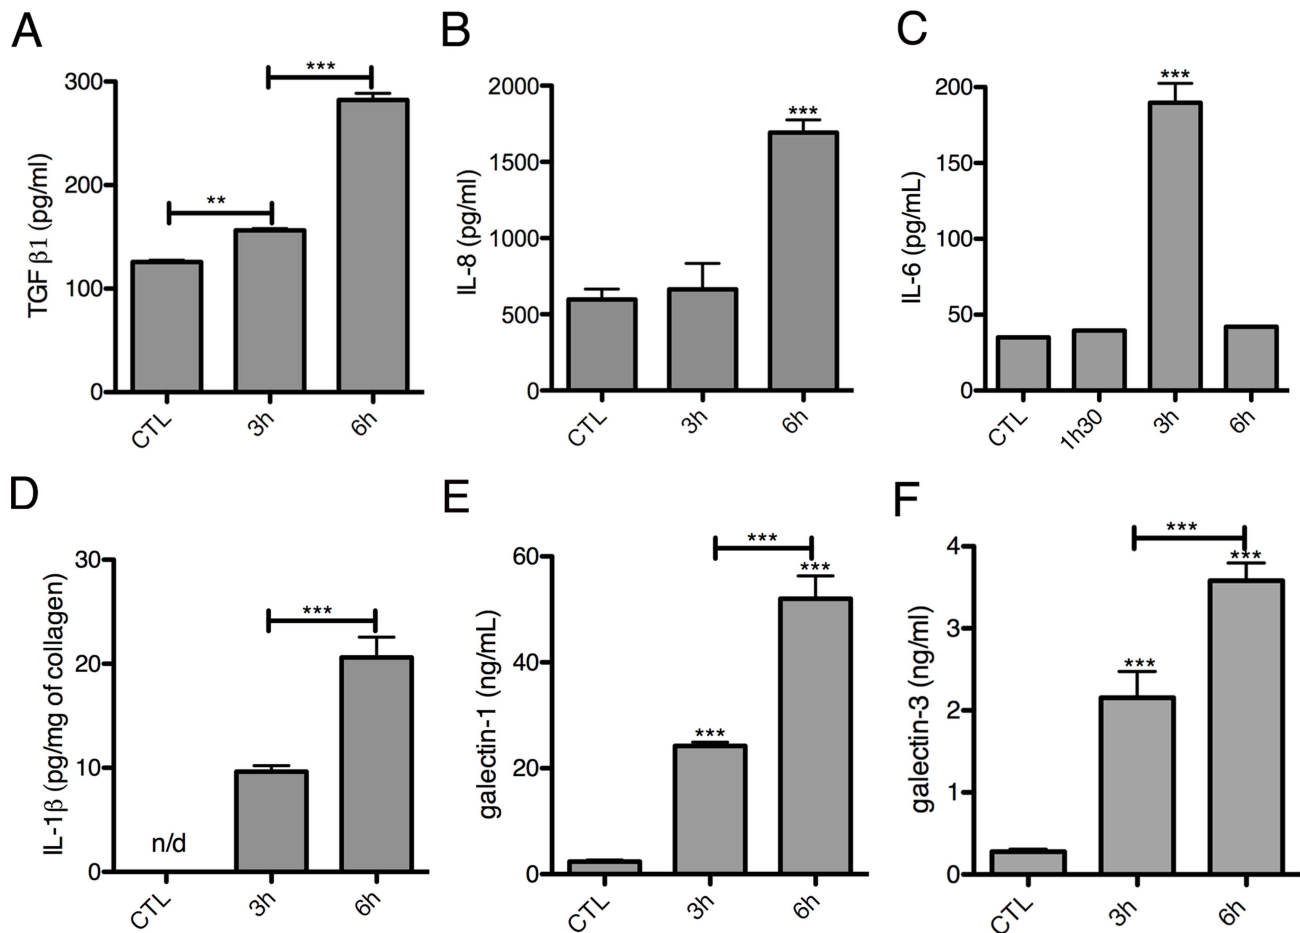 A
TGF β1 (pg/ml)
300
200
100
0
**
***
CTL
3h
6h
B
IL-8 (pg/ml)
2000
1500
1000
500
0
***
CTL
3h
6h
C
IL-6 (pg/mL)
200
150
100
50
0
***
CTL
1h30
3h
6h
D
IL-1β (pg/mg of collagen)
30
20
10
0
n/d
***
CTL
3h
6h
E
galectin-1 (ng/mL)
60
40
20
0
***
***
***
CTL
3h
6h
F
galectin-3 (ng/ml)
4
3
2
1
0
***
***
***
CTL
3h
6h